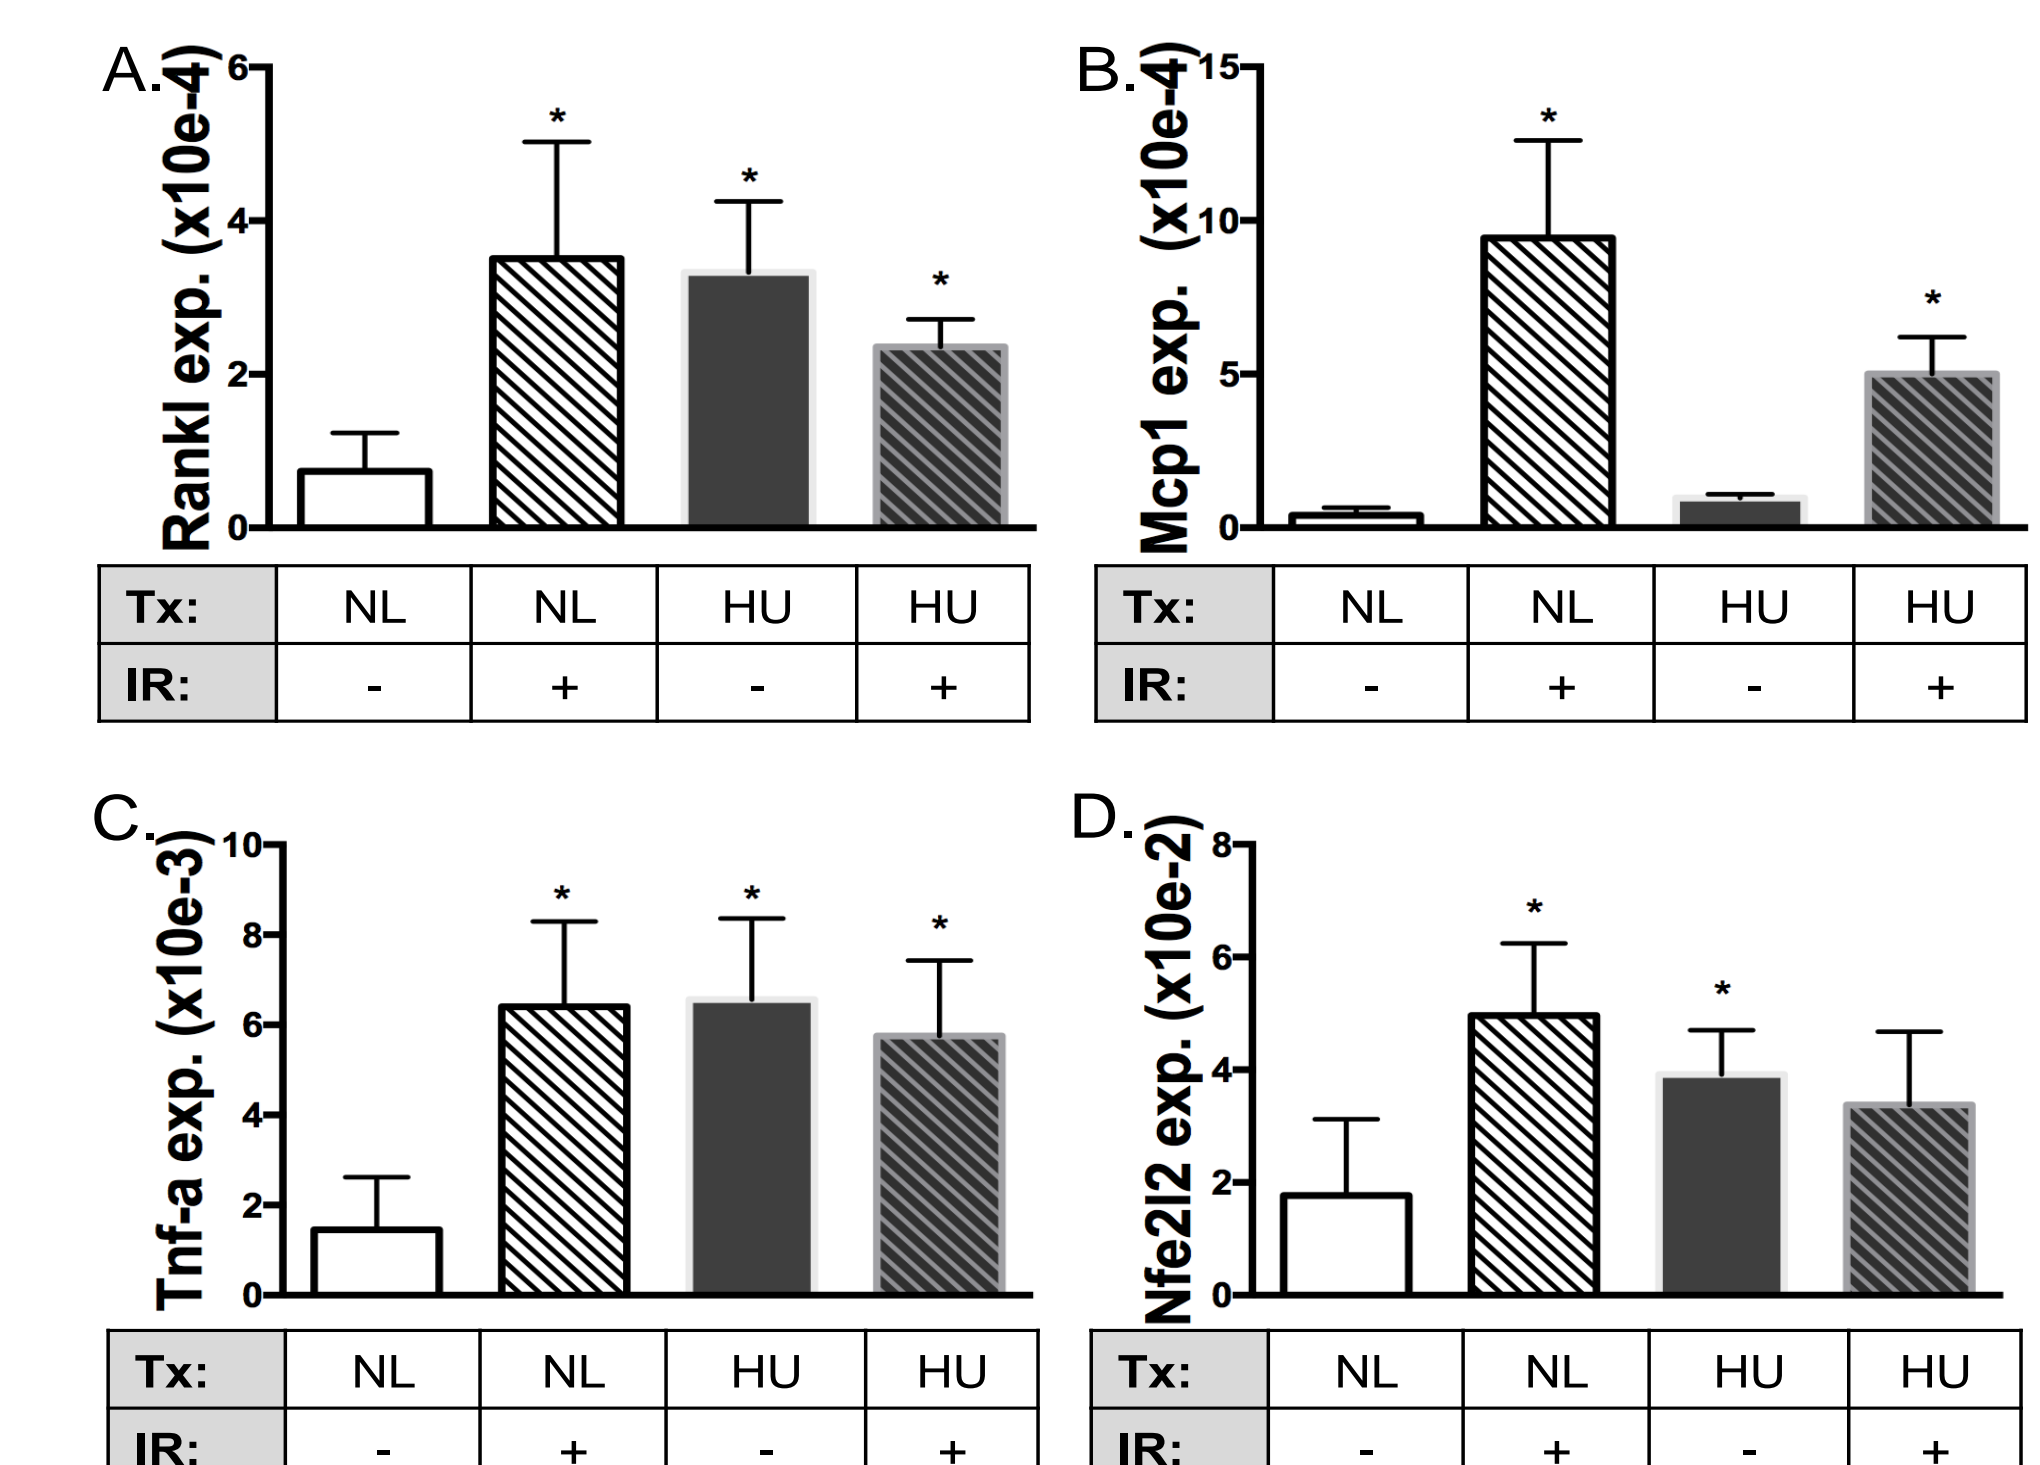 A.
Rankl exp. (x10e-4)
6
4
2
0
*
*
*
Tx: NL NL HU HU
IR: - + - +
B.
Mcp1 exp. (x10e-4)
15
10
5
0
*
*
Tx: NL NL HU HU
IR: - + - +
C.
Tnf-a exp. (x10e-3)
10
8
6
4
2
0
*
*
*
Tx: NL NL HU HU
IR: - + - +
D.
Nfe2l2 exp. (x10e-2)
8
6
4
2
0
*
*
Tx: NL NL HU HU
IR: - + - +